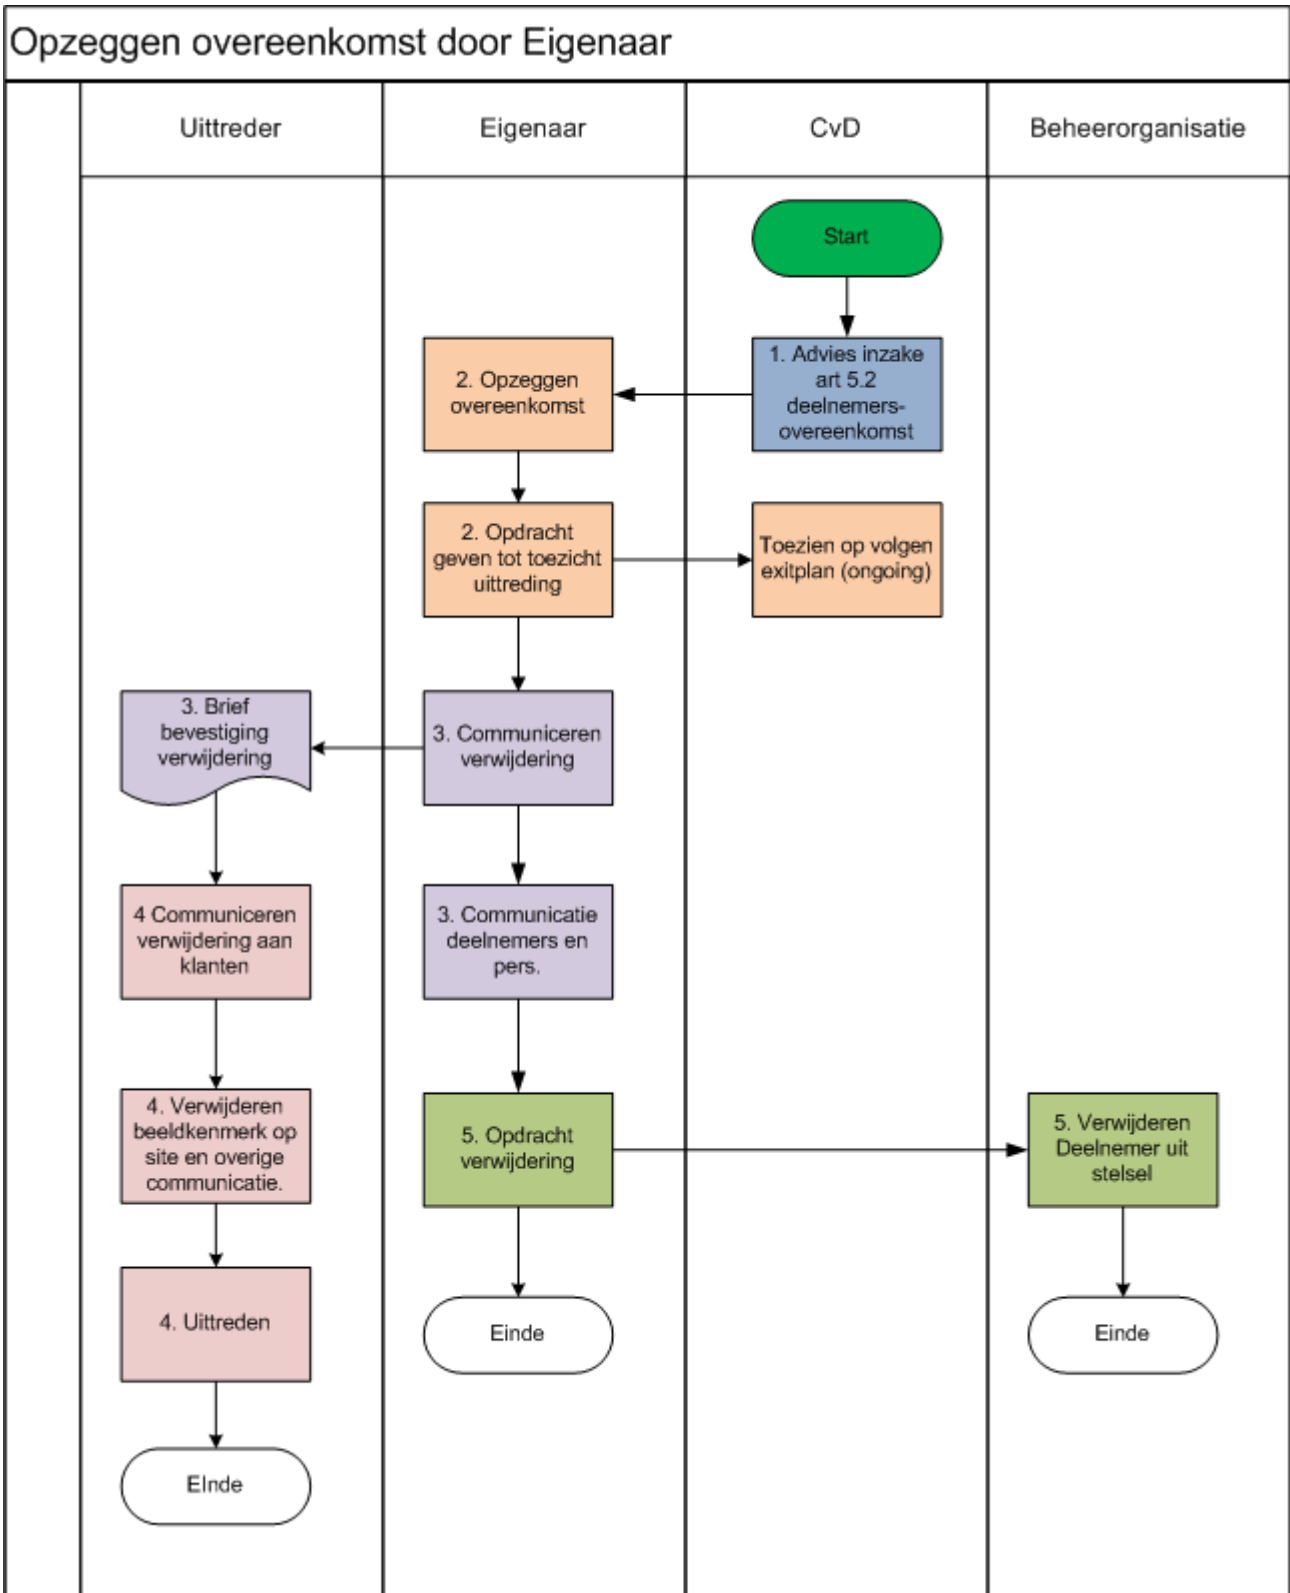 Opzeggen overeenkomst door Eigenaar
Uittreder
Eigenaar
CvD
Beheerorganisatie
Start
1. Advies inzake
art 5.2
deelnemers-
overeenkomst
2. Opzeggen
overeenkomst
2. Opdracht
geven tot toezicht
uittreding
Toezien op volgen
exitplan (ongoing)
3. Brief
bevestiging
verwijdering
3. Communiceren
verwijdering
4 Communiceren
verwijdering aan
klanten
3. Communicatie
deelnemers en
pers.
4. Verwijderen
beeldkenmerk op
site en overige
communicatie.
5. Opdracht
verwijdering
5. Verwijderen
Deelnemer uit
stelsel
4. Uittreden
Einde
Einde
EInde